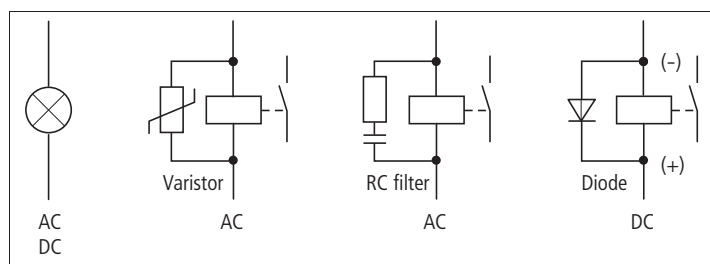 (–)
(+)
Varistor
RC filter
Diode
AC
DC
AC
AC
DC